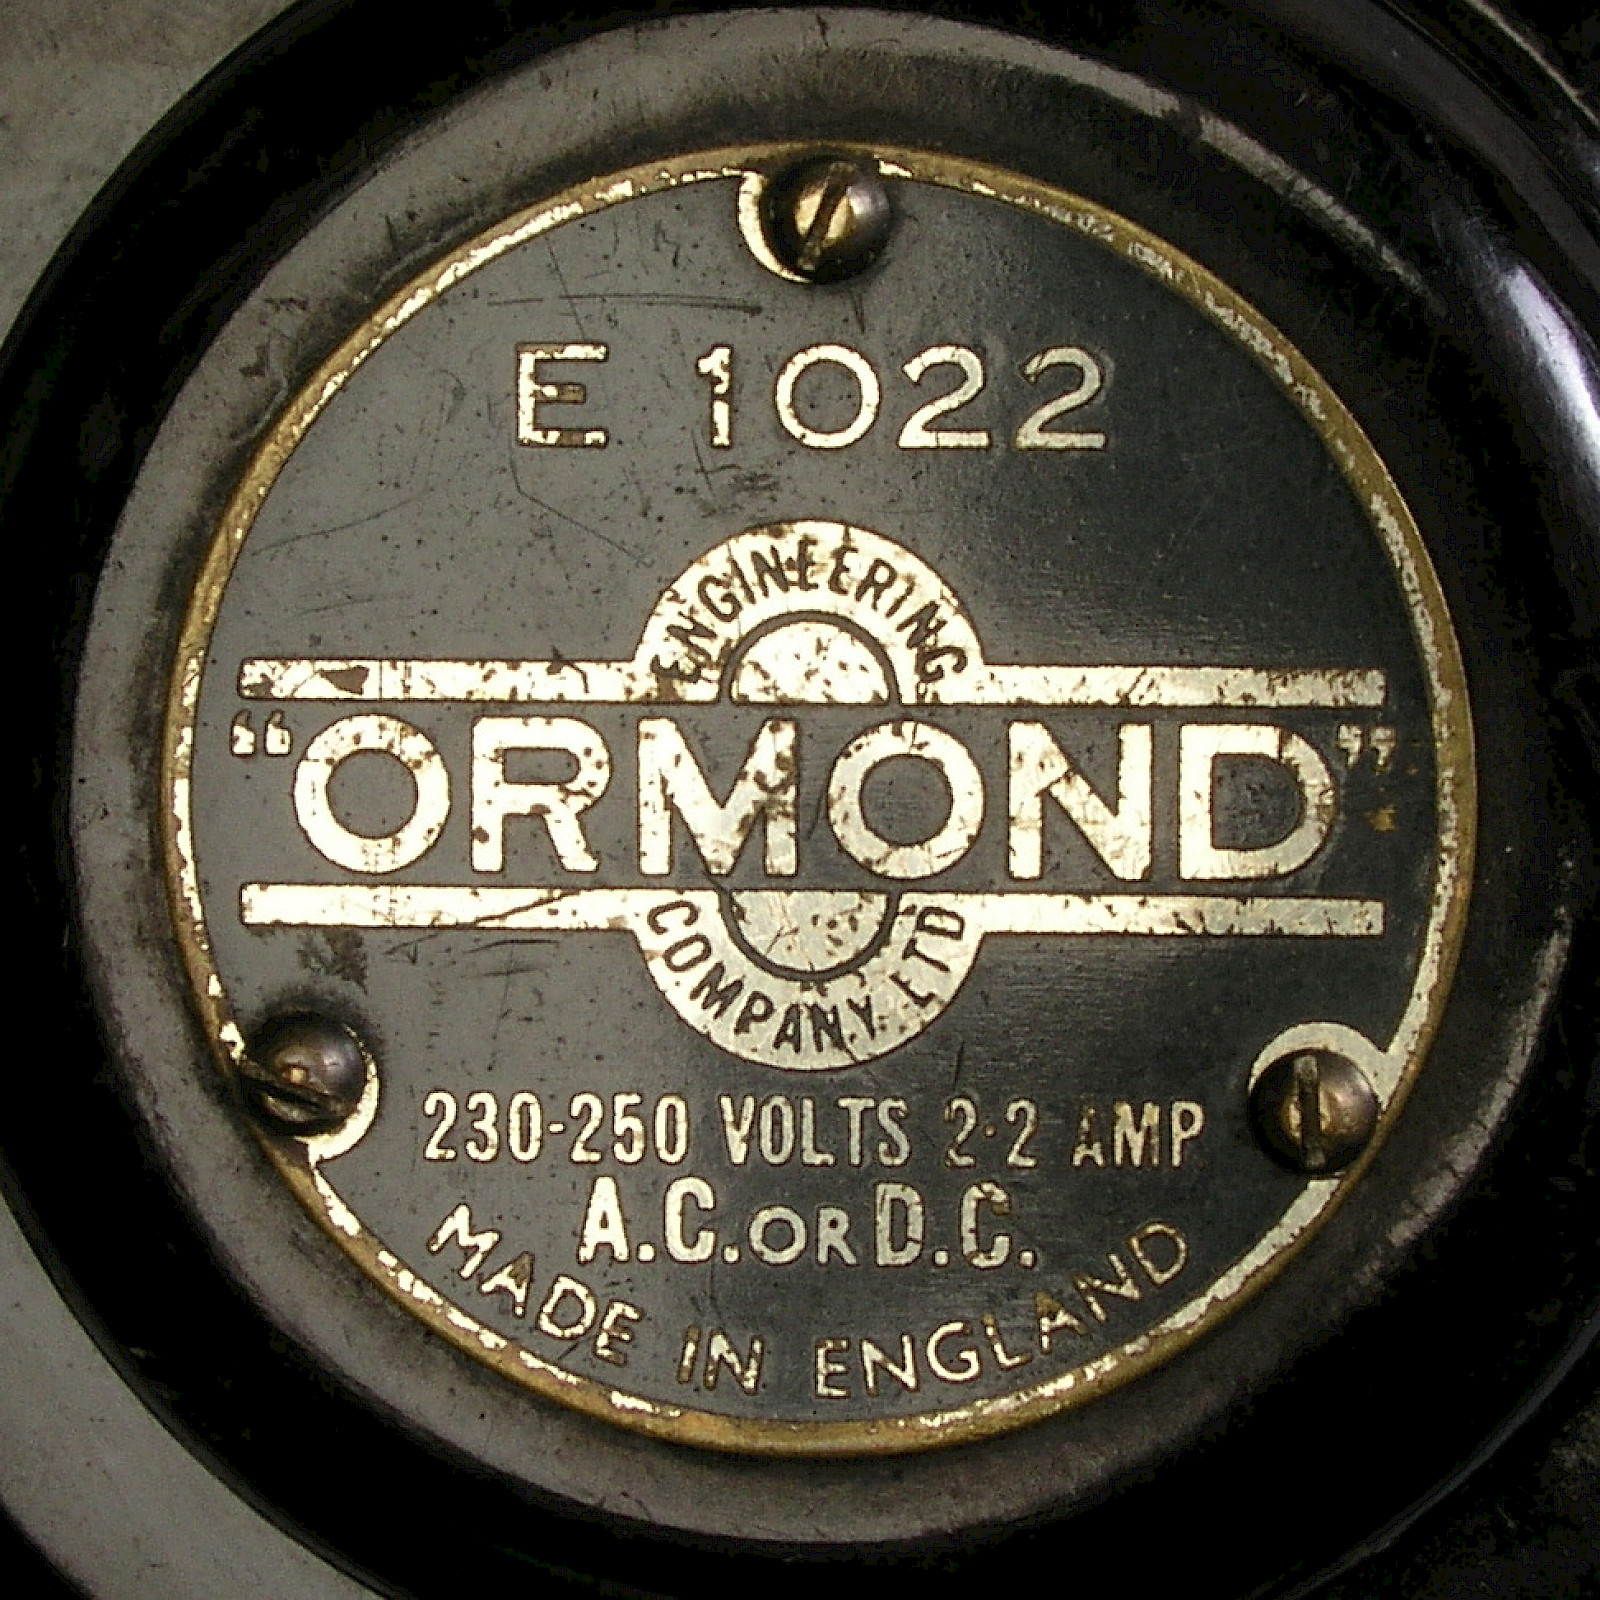 E 1022
ENGINEERING
“ORMOND”
COMPANY LTD
230-250 VOLTS 2·2 AMP
A.C. OR D.C.
MADE IN ENGLAND